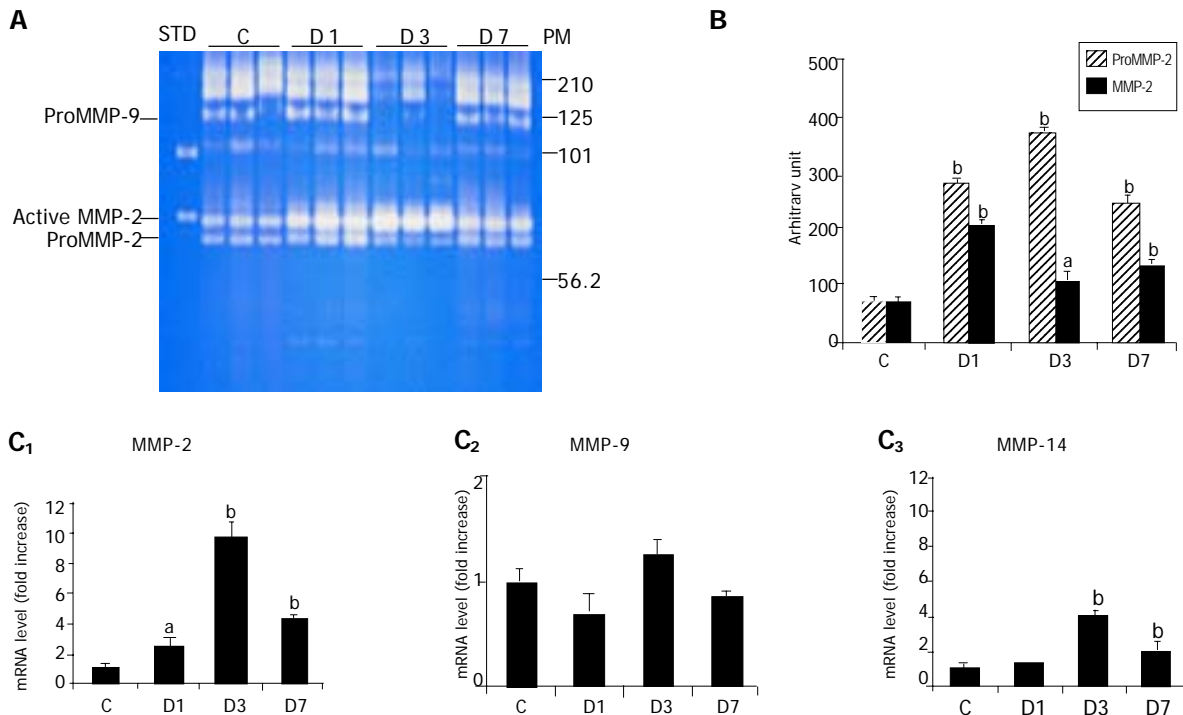 A
STD C D 1 D 3 D 7 PM
ProMMP-9
Active MMP-2
ProMMP-2
210
125
101
56.2
B
ProMMP-2
MMP-2
Arhitrarv unit
500
400
300
200
100
0
b
b
b
a
b
b
C D1 D3 D7
C1 MMP-2
mRNA level (fold increase)
12
10
8
6
4
2
0
a
b
b
C D1 D3 D7
C2 MMP-9
mRNA level (fold increase)
2
1
0
C D1 D3 D7
C3 MMP-14
mRNA level (fold increase)
12
10
8
6
4
2
0
b
b
C D1 D3 D7